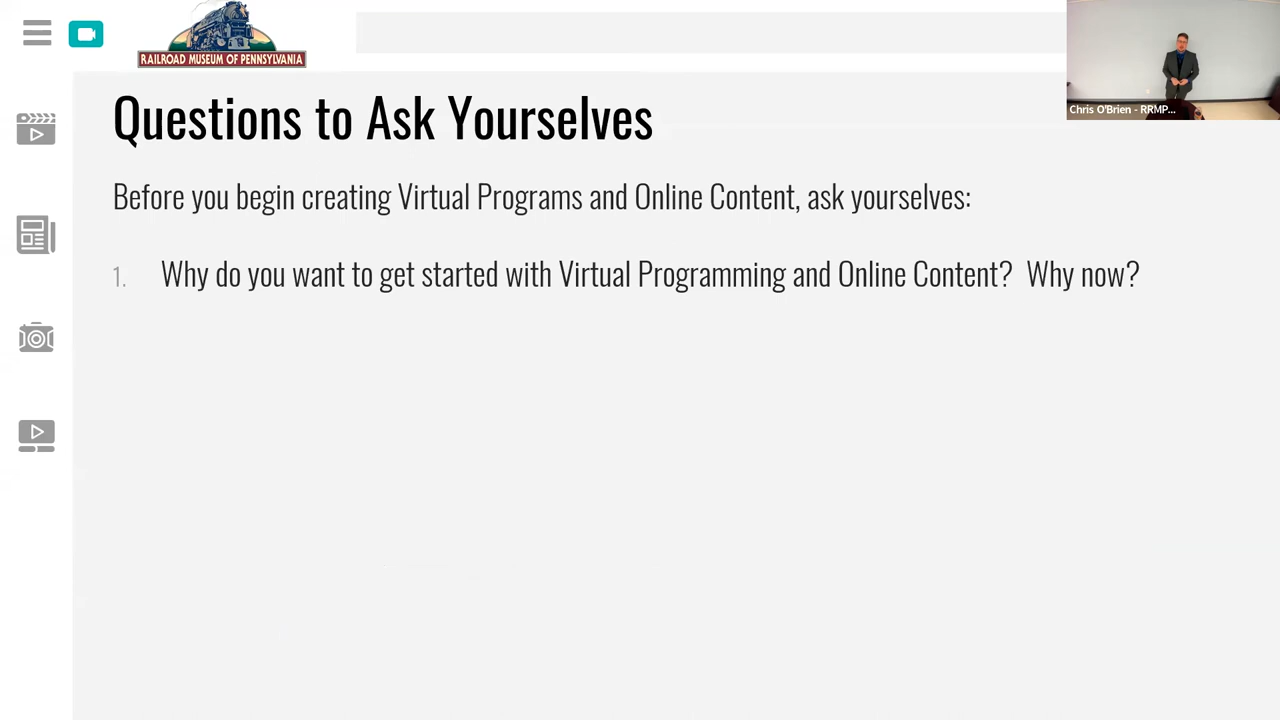 RAILROAD MUSEUM OF PENNSYLVANIA
Chris O'Brien - RRMP...
Questions to Ask Yourselves
Before you begin creating Virtual Programs and Online Content, ask yourselves:
1. Why do you want to get started with Virtual Programming and Online Content? Why now?